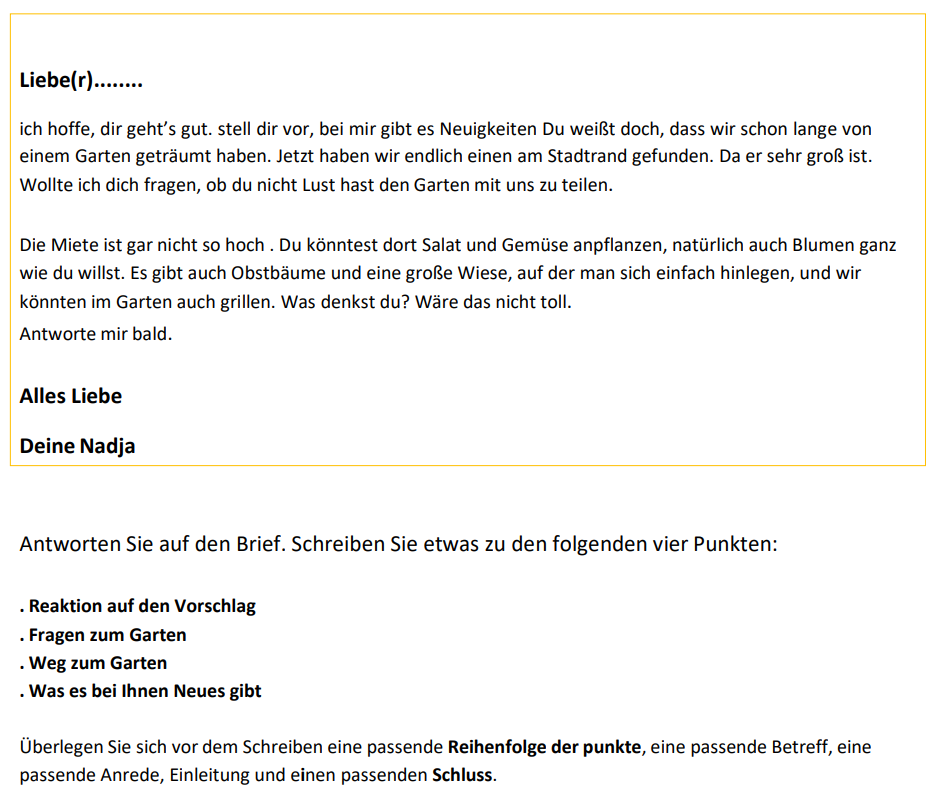 Liebe(r)........
ich hoffe, dir geht’s gut. stell dir vor, bei mir gibt es Neuigkeiten Du weißt doch, dass wir schon lange von
einem Garten geträumt haben. Jetzt haben wir endlich einen am Stadtrand gefunden. Da er sehr groß ist.
Wollte ich dich fragen, ob du nicht Lust hast den Garten mit uns zu teilen.
Die Miete ist gar nicht so hoch . Du könntest dort Salat und Gemüse anpflanzen, natürlich auch Blumen ganz
wie du willst. Es gibt auch Obstbäume und eine große Wiese, auf der man sich einfach hinlegen, und wir
könnten im Garten auch grillen. Was denkst du? Wäre das nicht toll.
Antworte mir bald.
Alles Liebe
Deine Nadja
Antworten Sie auf den Brief. Schreiben Sie etwas zu den folgenden vier Punkten:
. Reaktion auf den Vorschlag
. Fragen zum Garten
. Weg zum Garten
. Was es bei Ihnen Neues gibt
Überlegen Sie sich vor dem Schreiben eine passende Reihenfolge der punkte, eine passende Betreff, eine
passende Anrede, Einleitung und einen passenden Schluss.